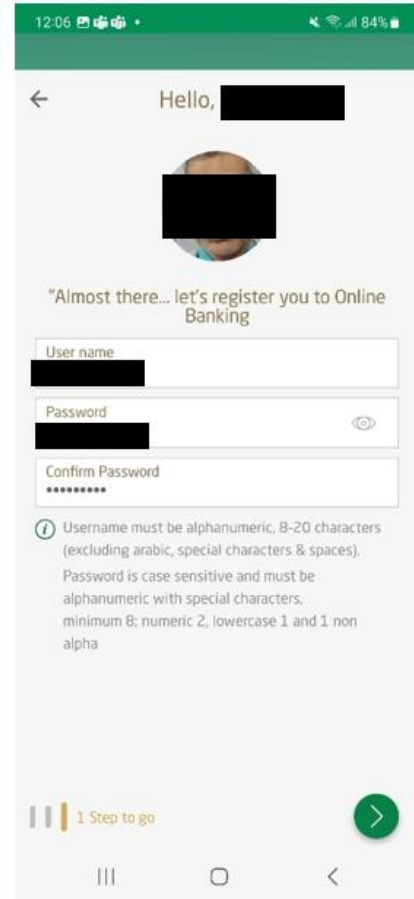 12:06
84%
Hello,
"Almost there... let's register you to Online
Banking
User name
Password
Confirm Password
•••••••••
Username must be alphanumeric, 8-20 characters
(excluding arabic, special characters & spaces).
Password is case sensitive and must be
alphanumeric with special characters,
minimum 8; numeric 2, lowercase 1 and 1 non
alpha
1 Step to go